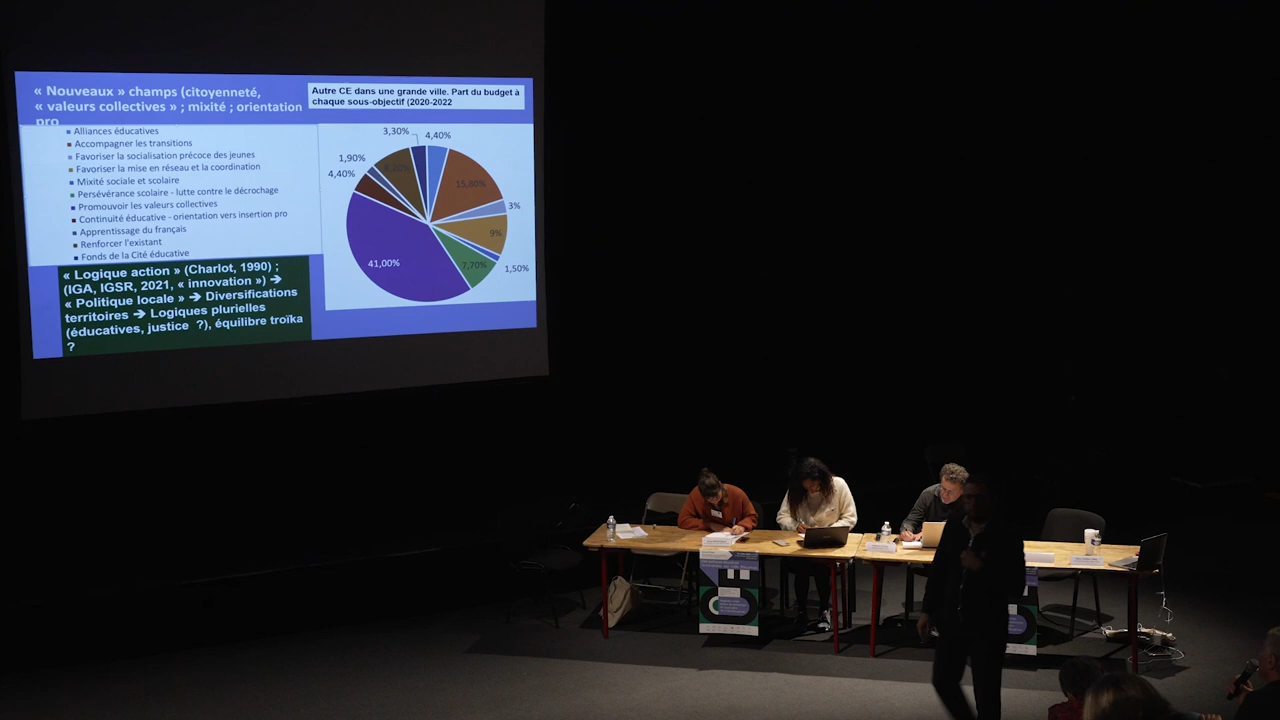 « Nouveaux » champs (citoyenneté,
« valeurs collectives » ; mixité ; orientation
pro
Autre CE dans une grande ville. Part du budget à
chaque sous-objectif (2020-2022
Alliances éducatives
Accompagner les transitions
Favoriser la socialisation précoce des jeunes
Favoriser la mise en réseau et la coordination
Mixité sociale et scolaire
Persévérance scolaire - lutte contre le décrochage
Promouvoir les valeurs collectives
Continuité éducative - orientation vers insertion pro
Apprentissage du français
Renforcer l'existant
Fonds de la Cité éducative
3,30%
4,40%
1,90%
4,40%
15,80%
3%
9%
1,50%
7,70%
41,00%
« Logique action » (Charlot, 1990) ;
(IGA, IGSR, 2021, « innovation ») ➔
« Politique locale » ➔ Diversifications
territoires ➔ Logiques plurielles
(éducatives, justice ?), équilibre troïka
?